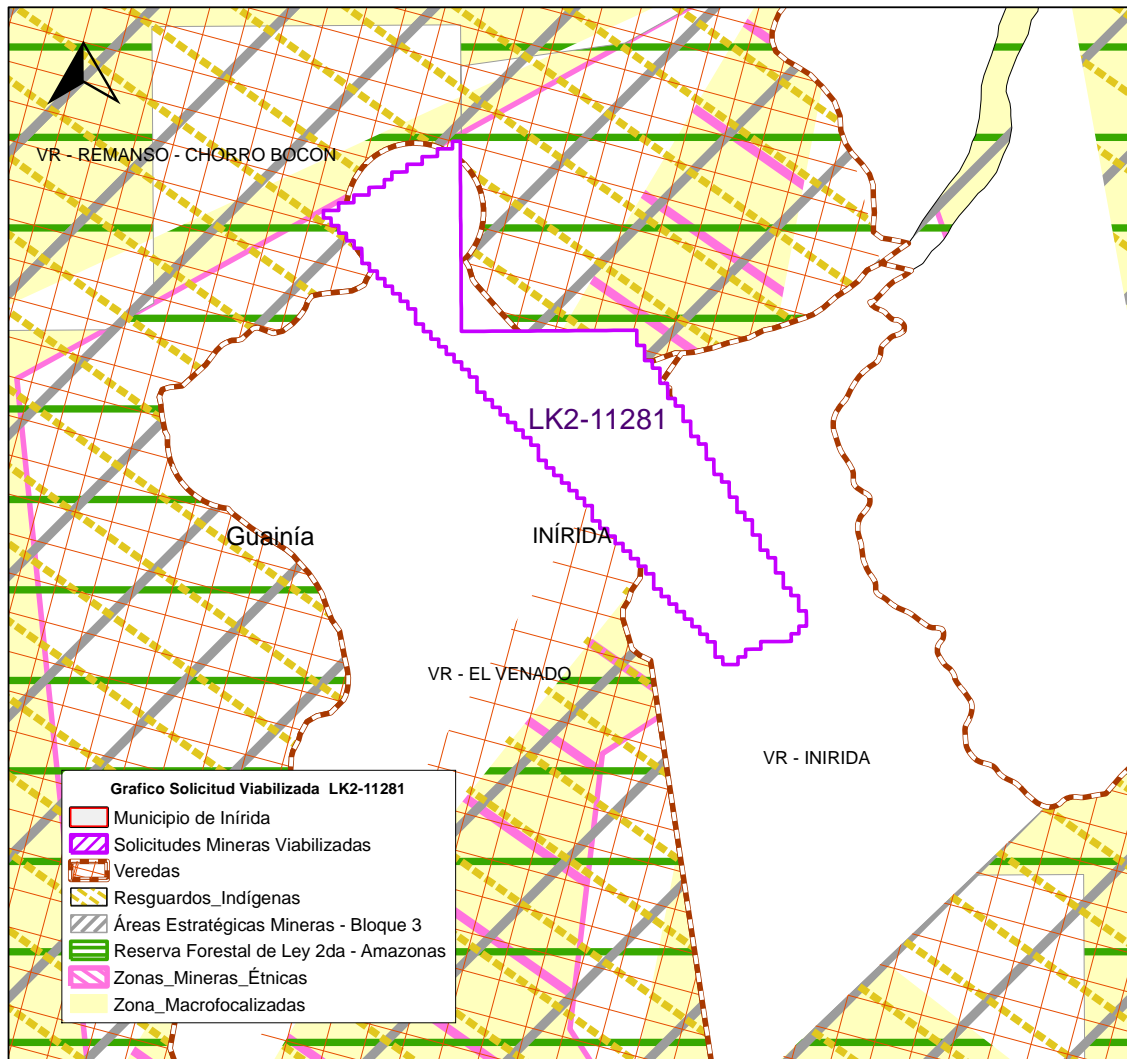 VR - REMANSO - CHORRO BOCON
LK2-11281
Guainía
INÍRIDA
VR - EL VENADO
VR - INIRIDA
Grafico Solicitud Viabilizada LK2-11281
Municipio de Inírida
Solicitudes Mineras Viabilizadas
Veredas
Resguardos_Indígenas
Áreas Estratégicas Mineras - Bloque 3
Reserva Forestal de Ley 2da - Amazonas
Zonas_Mineras_Étnicas
Zona_Macrofocalizadas